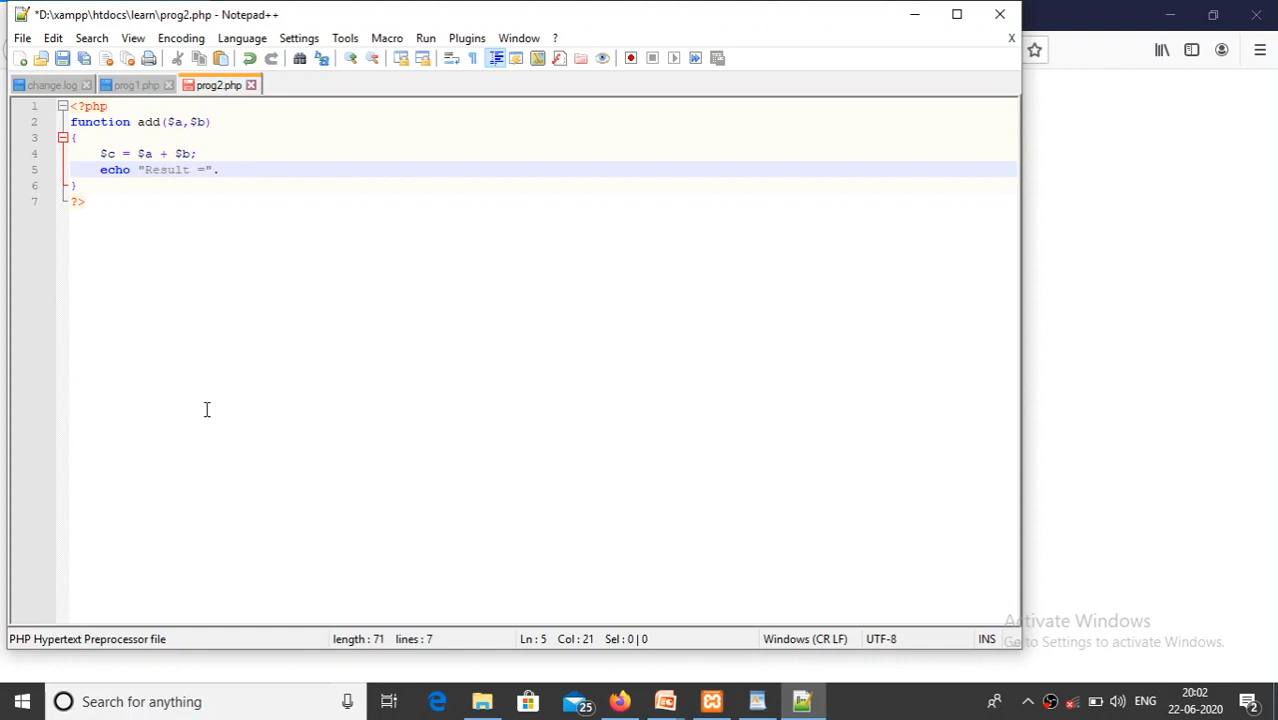 *D:\xampp\htdocs\learn\prog2.php - Notepad++
File Edit Search View Encoding Language Settings Tools Macro Run Plugins Window ? X
change.log prog1.php prog2.php
1 <?php
2 function add($a,$b)
3 {
4 $c = $a + $b;
5 echo "Result =".
6 }
7 ?>
Activate Windows
Go to Settings to activate Windows.
PHP Hypertext Preprocessor file length : 71 lines : 7 Ln : 5 Col : 21 Sel : 0 | 0 Windows (CR LF) UTF-8 INS
Search for anything 25 ENG 20:02 22-06-2020 2